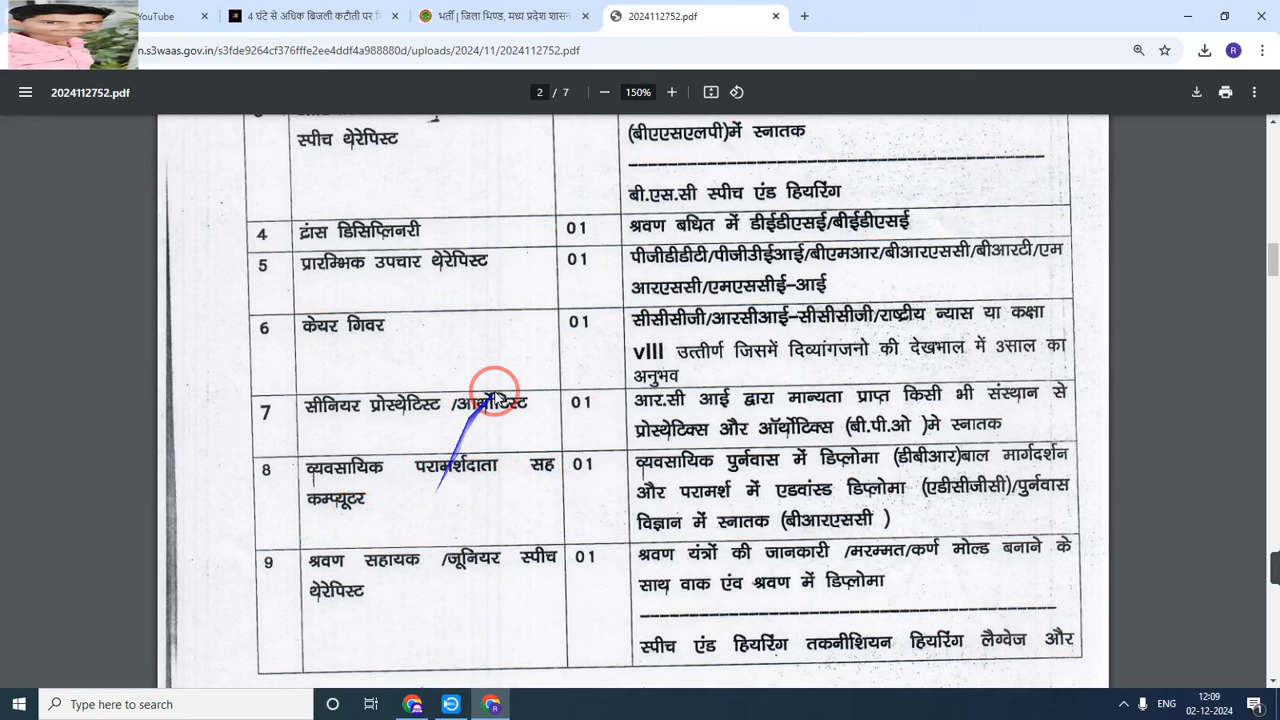 YouTube
4 घंटे से अधिक बिजली कटौती पर
भर्ती | जिला भिण्ड, मध्य प्रदेश शासन
2024112752.pdf
n.s3waas.gov.in/s3fde9264cf376fffe2ee4ddf4a988880d/uploads/2024/11/2024112752.pdf
R
2024112752.pdf
2 / 7
150%
स्पीच थेरेपिस्ट (बीएएसएलपी)में स्नातक
बी.एस.सी स्पीच एंड हियरिंग
4 ट्रांस डिसिप्लिनरी 01 श्रवण बधित में डीईडीएसई/बीईडीएसई
5 प्रारम्भिक उपचार थेरेपिस्ट 01 पीजीडीडीटी/पीजीउीईआई/बीएमआर/बीआरएससी/बीआरटी/एम
आरएससी/एमएससीई–आई
6 केयर गिवर 01 सीसीसीजी/आरसीआई–सीसीसीजी/राष्ट्रीय न्यास या कक्षा
vlll उत्तीर्ण जिसमें दिव्यांगजनो की देखभाल में 3साल का
अनुभव
7 सीनियर प्रोस्थेटिस्ट 01 आर.सी आई द्वारा मान्यता प्राप्त किसी भी संस्थान से
प्रोस्थेटिक्स और ऑर्थोटिक्स (बी.पी.ओ )मे स्नातक
8 व्यवसायिक परामर्शदाता सह 01 व्यवसायिक पुर्नवास में डिप्लोमा (डीबीआर)बाल मार्गदर्शन
कम्प्यूटर और परामर्श में एडवांस्ड डिप्लोमा (एडीसीजीसी)/पुर्नवास
विज्ञान में स्नातक (बीआरएससी )
9 श्रवण सहायक /जूनियर स्पीच 01 श्रवण यंत्रों की जानकारी /मरम्मत/कर्ण मोल्ड बनाने के
थेरेपिस्ट साथ् वाक एंव श्रवण में डिप्लोमा
स्पीच एंड हियरिंग तकनीशियन हियरिंग लैग्वेज और
Type here to search
ENG
12:09
02-12-2024